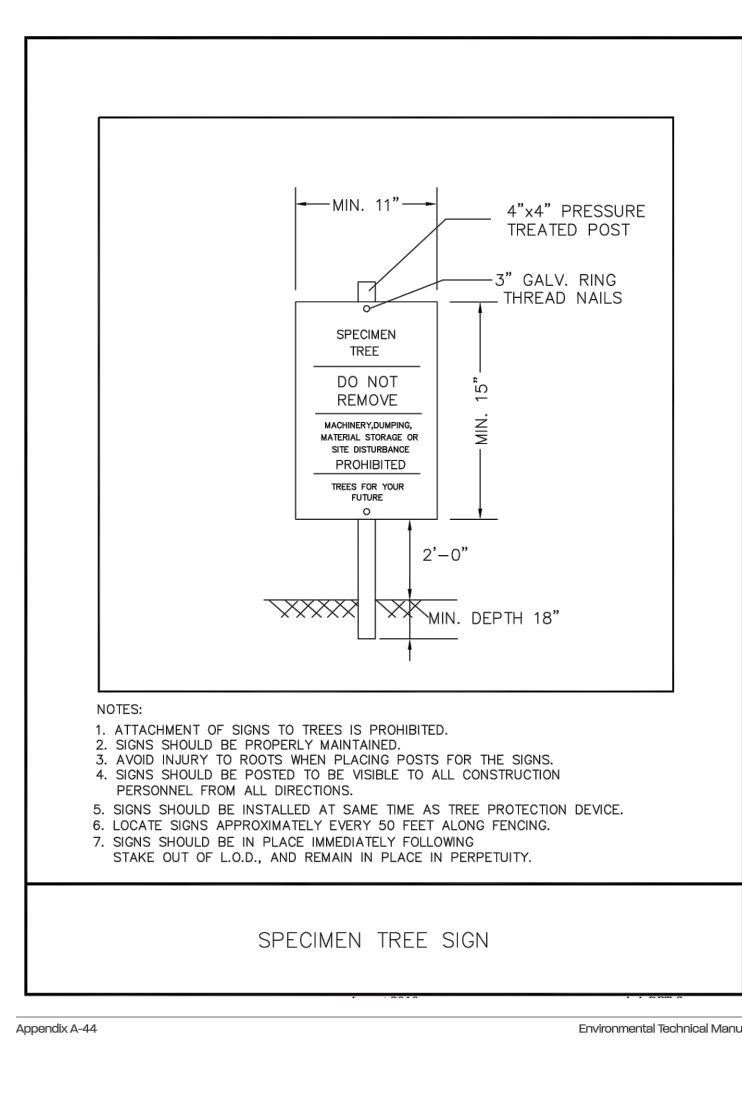 MIN. 11”
4”x4” PRESSURE
TREATED POST
3” GALV. RING
THREAD NAILS
SPECIMEN
TREE
DO NOT
REMOVE
MACHINERY,DUMPING,
MATERIAL STORAGE OR
SITE DISTURBANCE
PROHIBITED
TREES FOR YOUR
FUTURE
MIN. 15”
2’–0”
MIN. DEPTH 18”
NOTES:
1. ATTACHMENT OF SIGNS TO TREES IS PROHIBITED.
2. SIGNS SHOULD BE PROPERLY MAINTAINED.
3. AVOID INJURY TO ROOTS WHEN PLACING POSTS FOR THE SIGNS.
4. SIGNS SHOULD BE POSTED TO BE VISIBLE TO ALL CONSTRUCTION
PERSONNEL FROM ALL DIRECTIONS.
5. SIGNS SHOULD BE INSTALLED AT SAME TIME AS TREE PROTECTION DEVICE.
6. LOCATE SIGNS APPROXIMATELY EVERY 50 FEET ALONG FENCING.
7. SIGNS SHOULD BE IN PLACE IMMEDIATELY FOLLOWING
STAKE OUT OF L.O.D., AND REMAIN IN PLACE IN PERPETUITY.
SPECIMEN TREE SIGN
Appendix A-44
Environmental Technical Manu